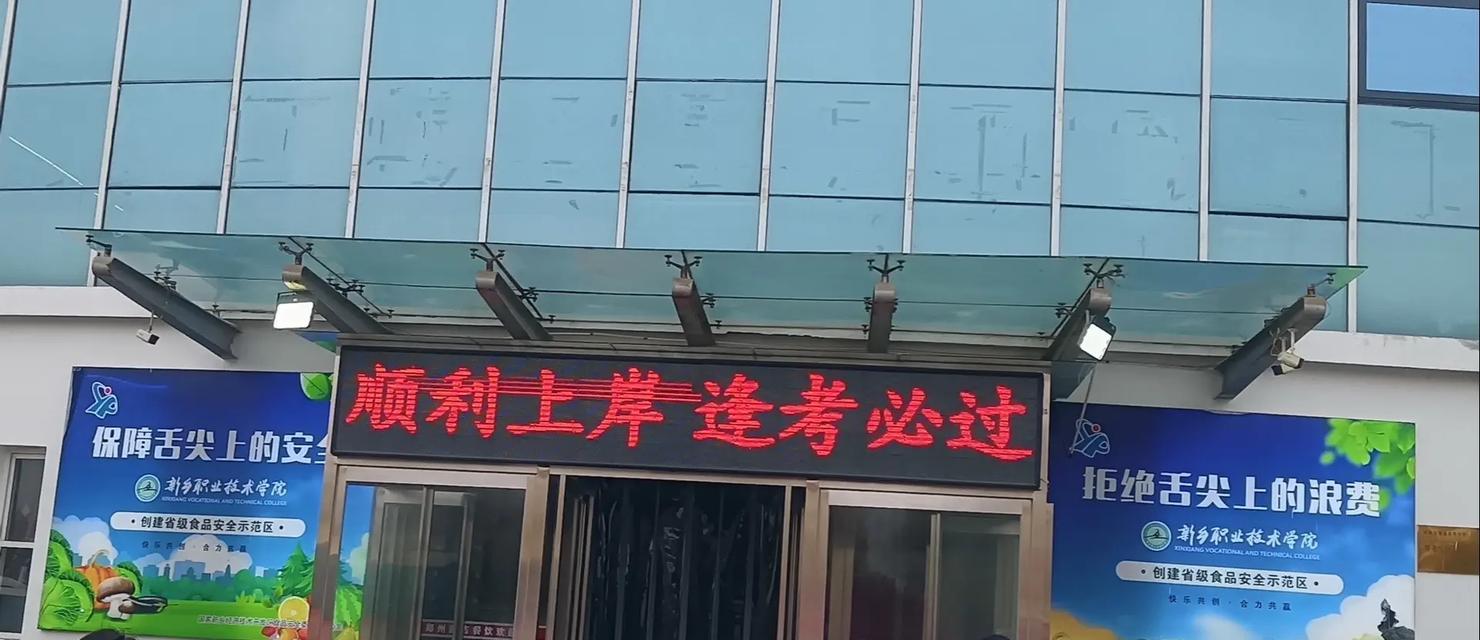 顺利上岸 逢考必过
保障舌尖上的安全
新乡职业技术学院
XINXIANG VOCATIONAL AND TECHNICAL COLLEGE
·创建省级食品安全示范区·
快乐共创·合力共赢
拒绝舌尖上的浪费
新乡职业技术学院
XINXIANG VOCATIONAL AND TECHNICAL COLLEGE
·创建省级食品安全示范区·
快乐共创·合力共赢